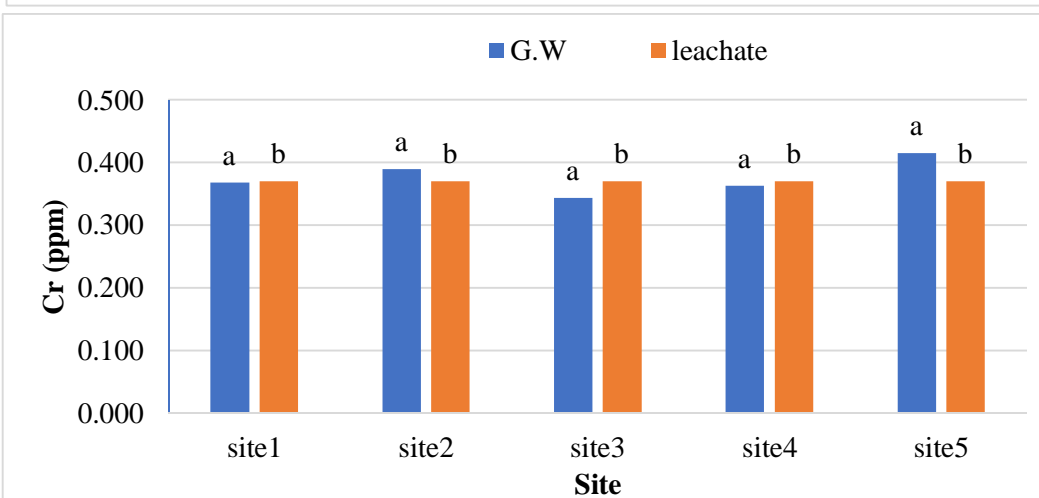 G.W leachate
Cr (ppm)
0.500
0.400
0.300
0.200
0.100
0.000
a b a b a b a b a b
site1 site2 site3 site4 site5
Site